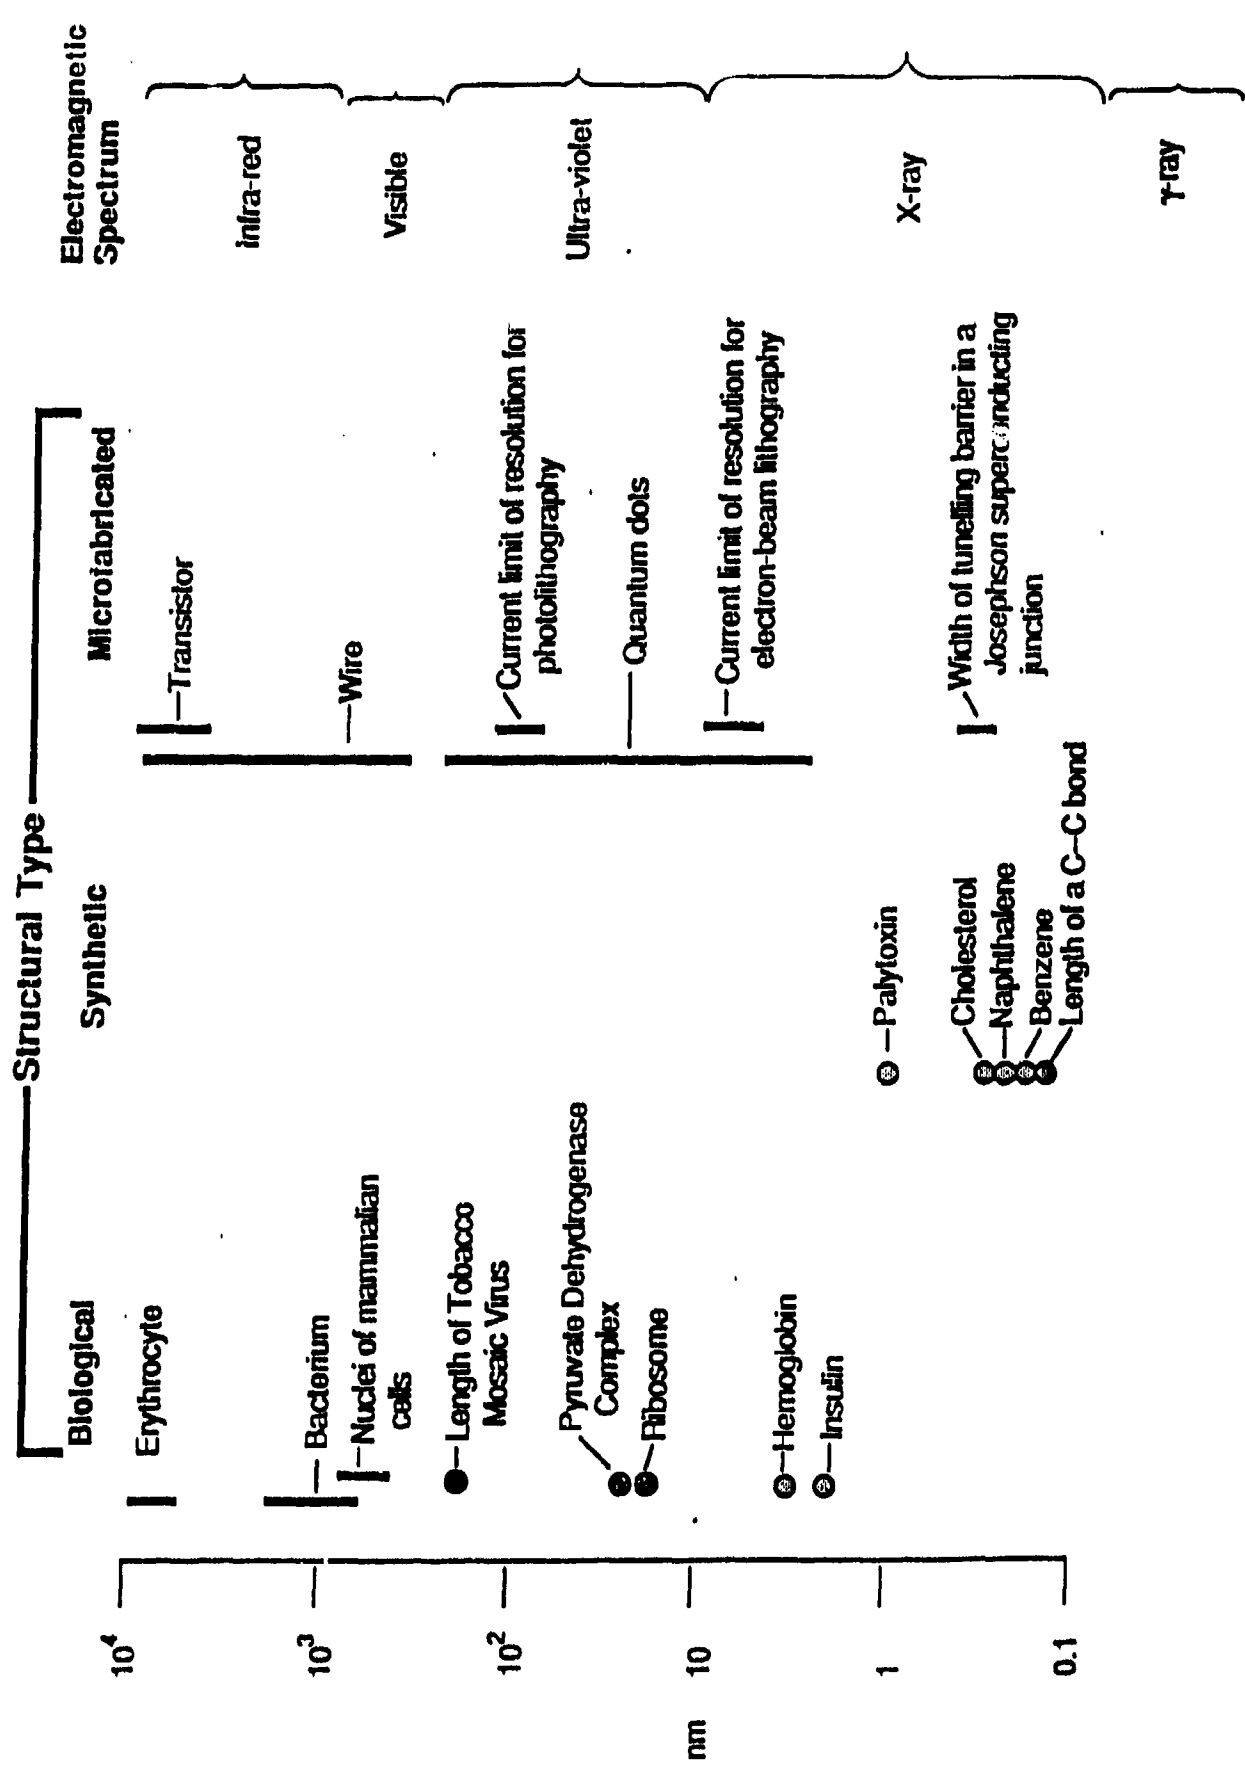 Structural Type
Biological
Synthetic
Microfabricated
Electromagnetic
Spectrum
nm
10⁴
10³
10²
10
1
0.1
Erythrocyte
Bacterium
Nuclei of mammalian
cells
Length of Tobacco
Mosaic Virus
Pyruvate Dehydrogenase
Complex
Ribosome
Hemoglobin
Insulin
Palytoxin
Cholesterol
Naphthalene
Benzene
Length of a C–C bond
Transistor
Wire
Current limit of resolution for
photolithography
Quantum dots
Current limit of resolution for
electron-beam lithography
Width of tunelling barrier in a
Josephson superconducting
junction
infra-red
Visible
Ultra-violet
X-ray
γ-ray